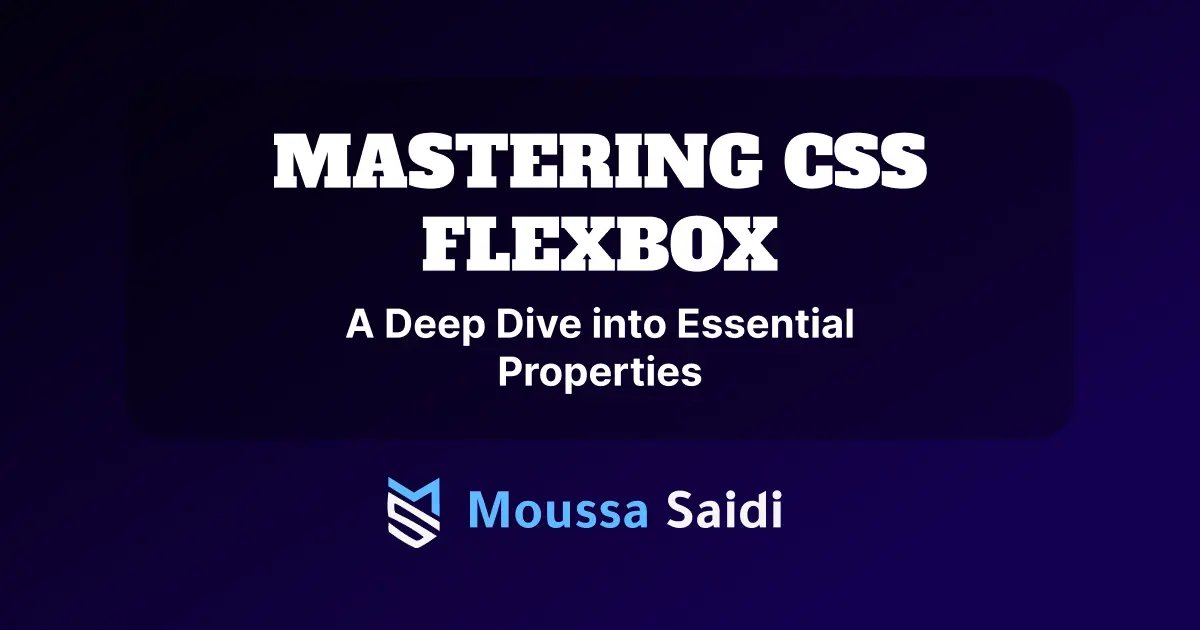 MASTERING CSS
FLEXBOX
A Deep Dive into Essential
Properties
Moussa Saidi